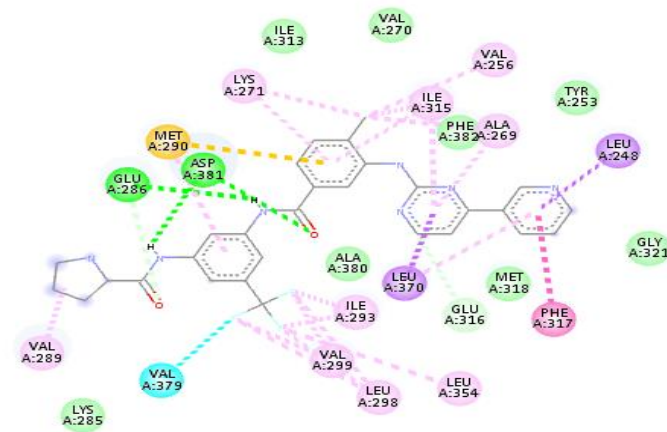 ILE
A:313
VAL
A:270
VAL
A:256
LYS
A:271
ILE
A:315
TYR
A:253
PHE
A:382
ALA
A:269
LEU
A:248
MET
A:290
ASP
A:381
GLU
A:286
H
N
N
N
H
N
O
N
N
N
O
ALA
A:380
LEU
A:370
GLU
A:316
MET
A:318
GLY
A:321
PHE
A:317
ILE
A:293
VAL
A:289
VAL
A:379
VAL
A:299
LEU
A:298
LEU
A:354
LYS
A:285